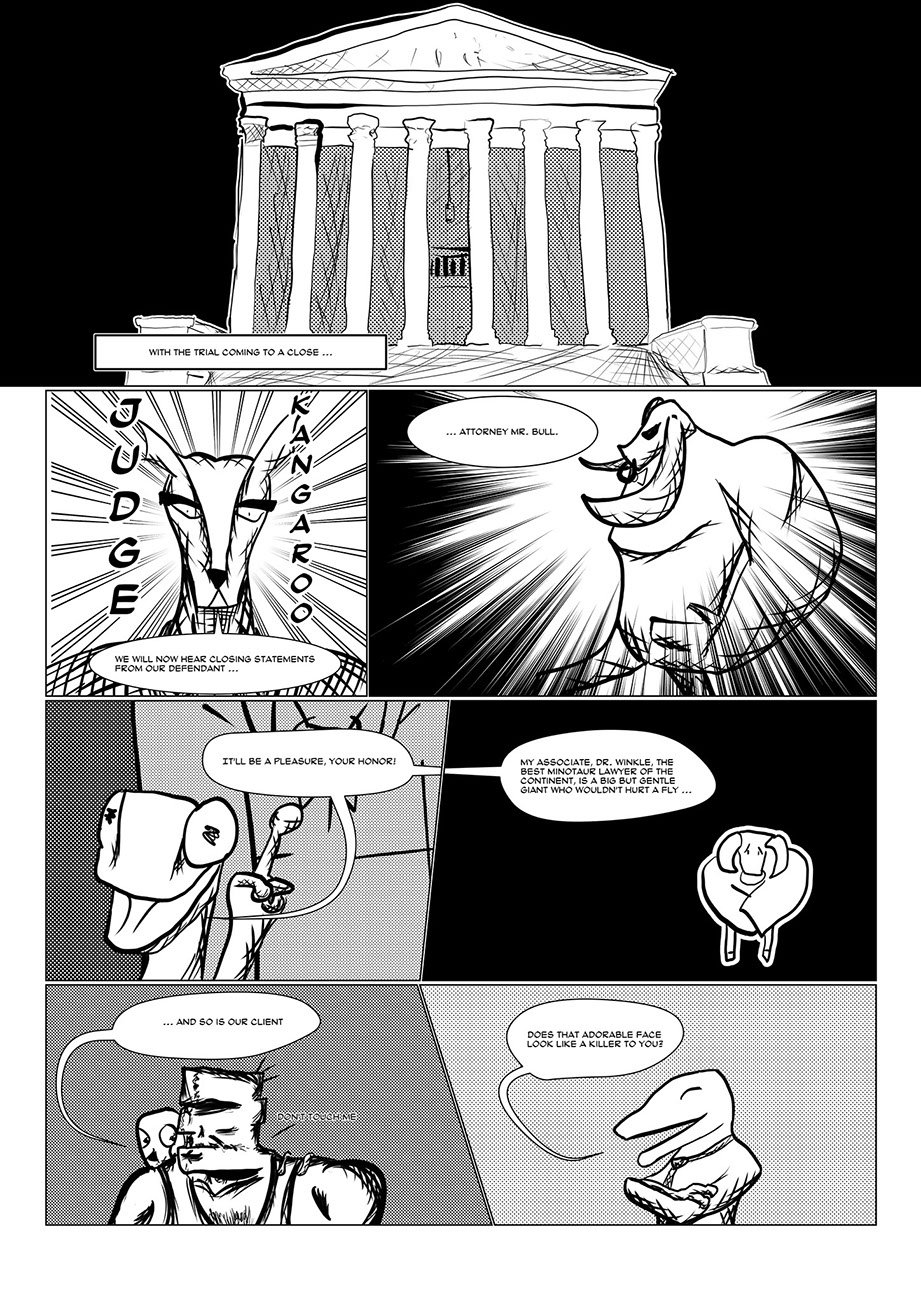 WITH THE TRIAL COMING TO A CLOSE ...
JUDGE
KANGAROO
WE WILL NOW HEAR CLOSING STATEMENTS
FROM OUR DEFENDANT ...
... ATTORNEY MR. BULL.
IT'LL BE A PLEASURE, YOUR HONOR!
MY ASSOCIATE, DR. WINKLE, THE
BEST MINOTAUR LAWYER OF THE
CONTINENT, IS A BIG BUT GENTLE
GIANT WHO WOULDN'T HURT A FLY ...
... AND SO IS OUR CLIENT
DON'T TOUCH ME
DOES THAT ADORABLE FACE
LOOK LIKE A KILLER TO YOU?